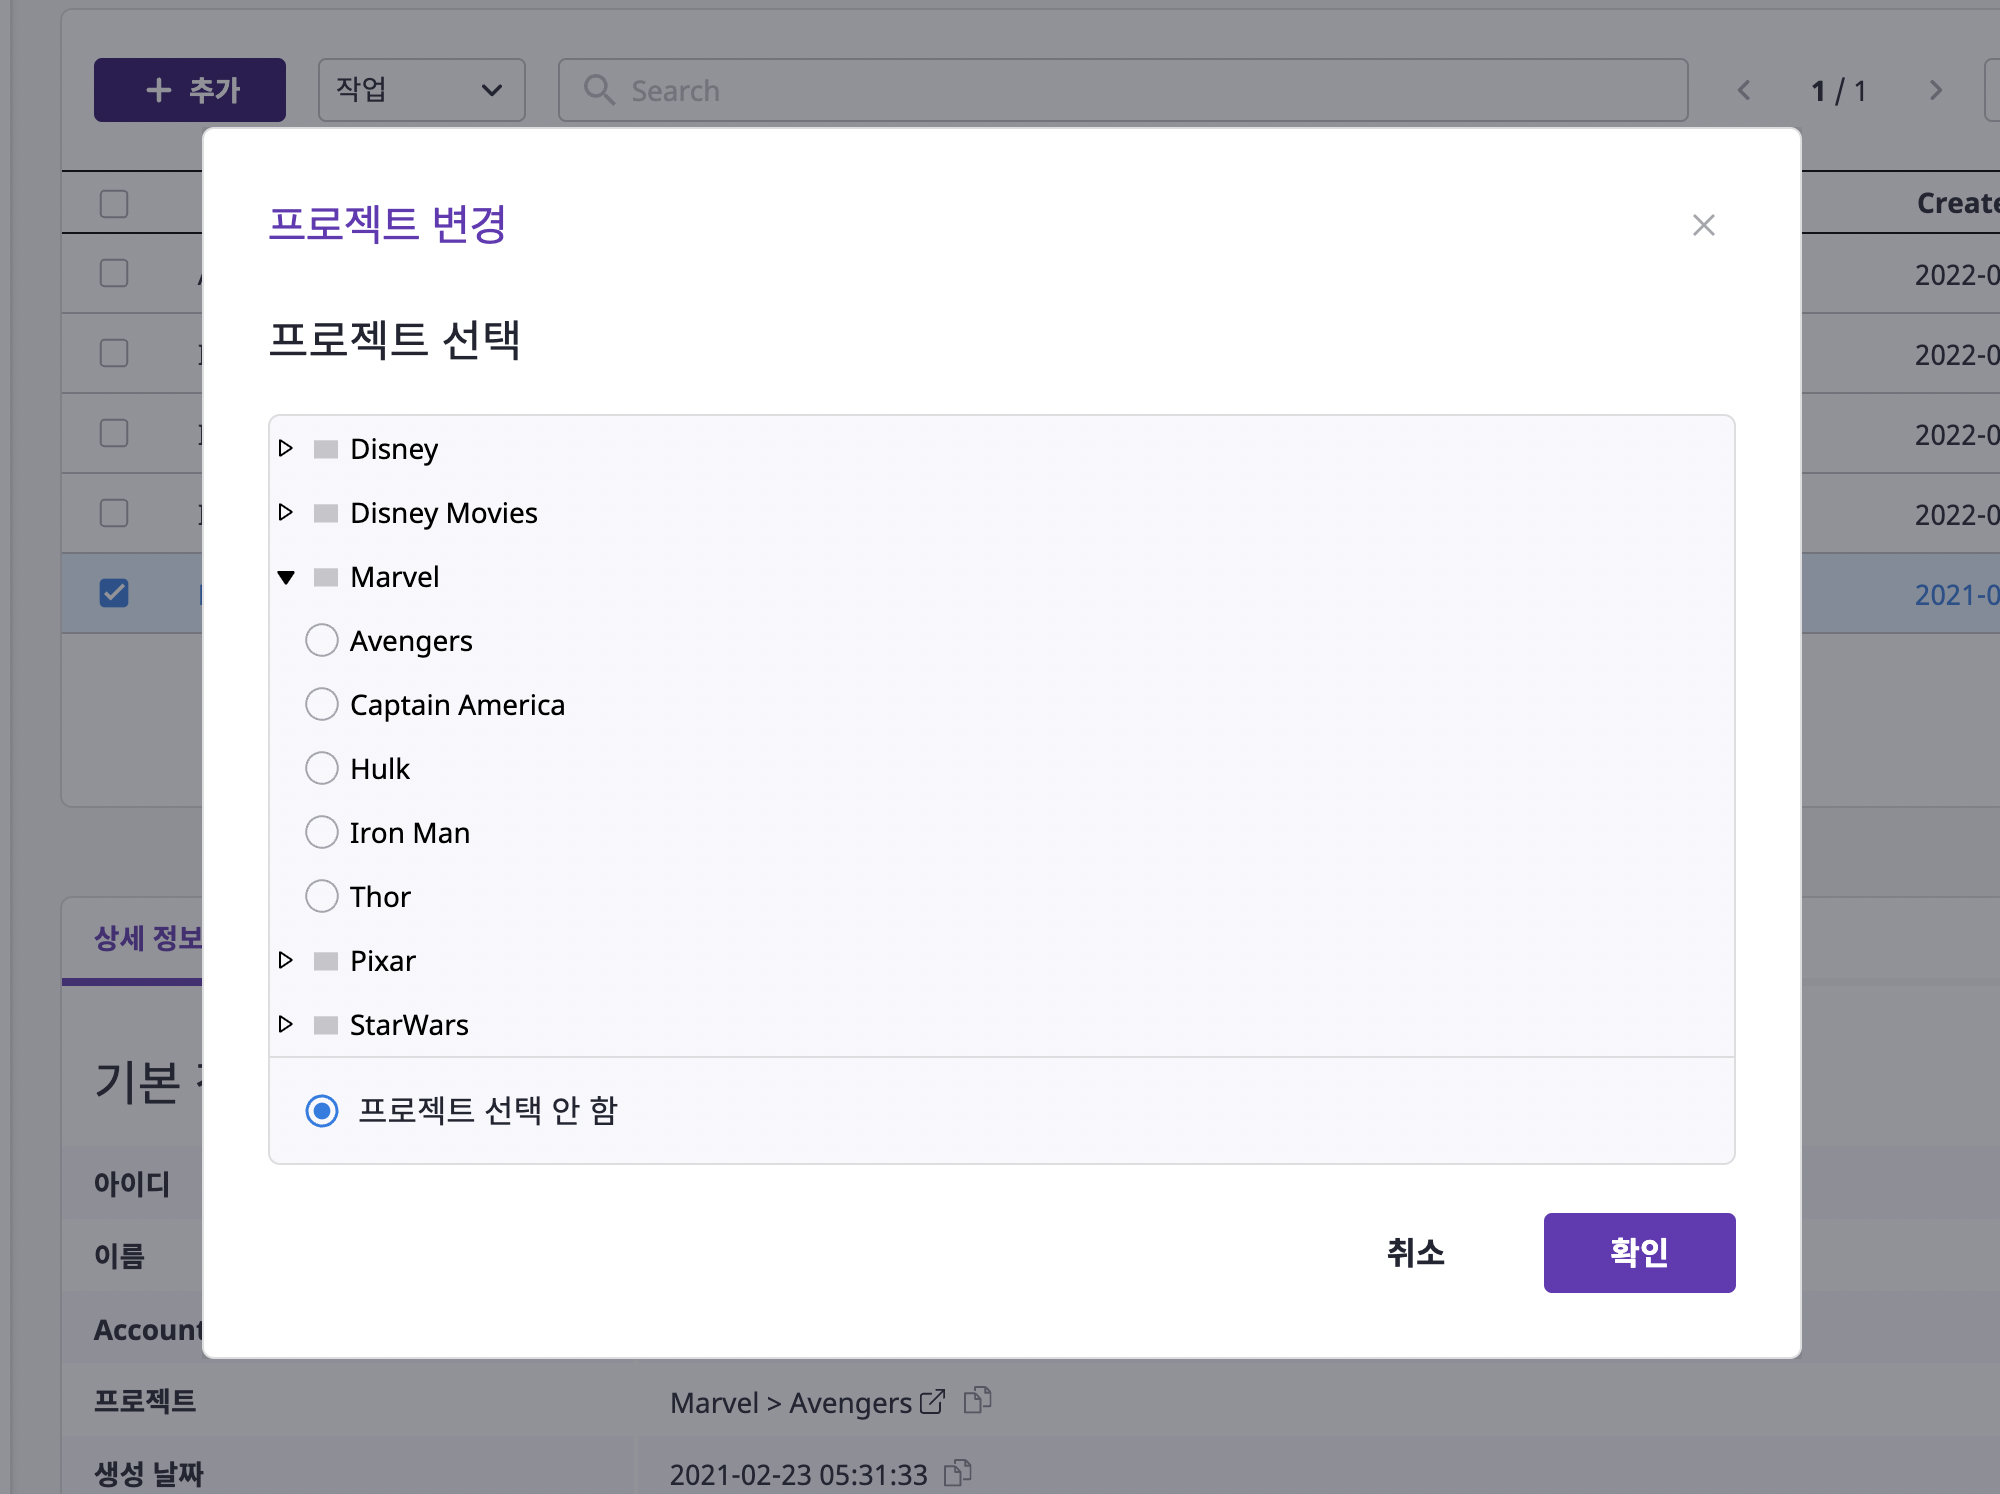 추가
작업
Search
1 / 1
프로젝트 변경
프로젝트 선택
Disney
Disney Movies
Marvel
Avengers
Captain America
Hulk
Iron Man
Thor
Pixar
StarWars
프로젝트 선택 안 함
취소
확인
2022-0
2022-0
2022-0
2022-0
2021-0
상세 정보
기본
아이디
이름
Account
프로젝트
Marvel > Avengers
생성 날짜
2021-02-23 05:31:33